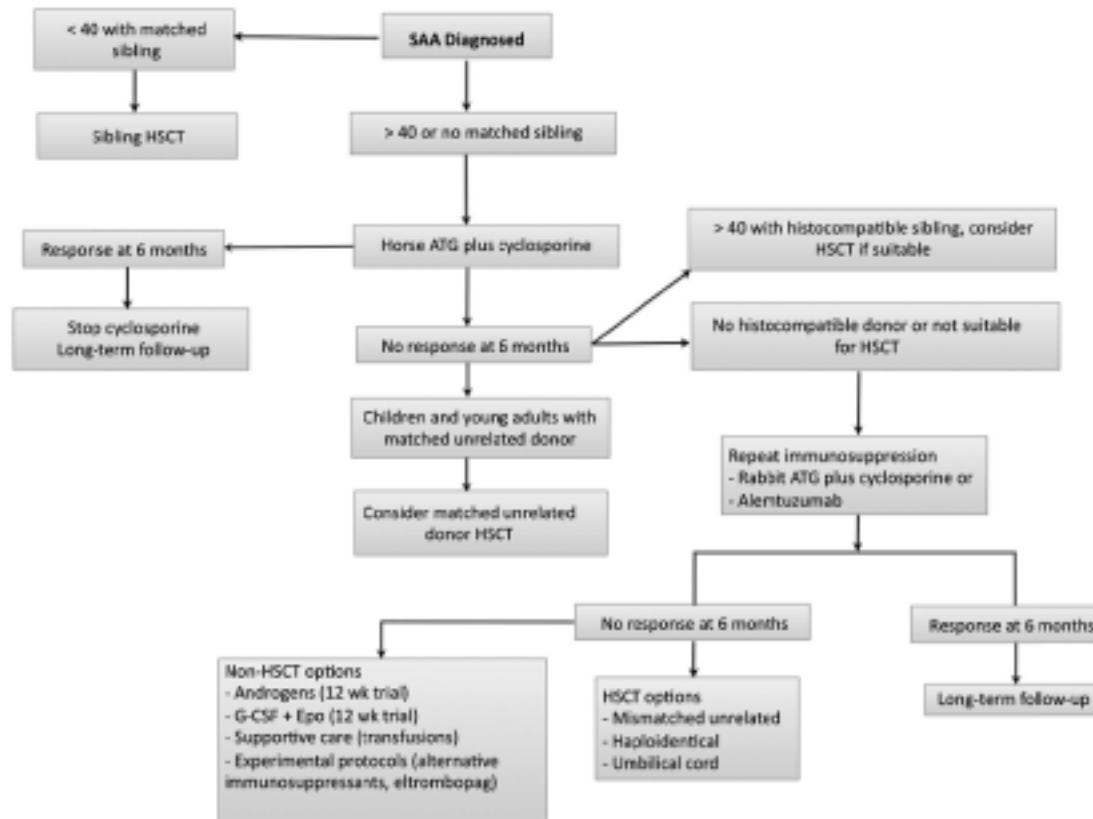 SAA Diagnosed
< 40 with matched
sibling
Sibling HSCT
> 40 or no matched sibling
Horse ATG plus cyclosporine
Response at 6 months
Stop cyclosporine
Long-term follow-up
No response at 6 months
> 40 with histocompatible sibling, consider
HSCT if suitable
No histocompatible donor or not suitable
for HSCT
Children and young adults with
matched unrelated donor
Consider matched unrelated
donor HSCT
Repeat immunosuppression
- Rabbit ATG plus cyclosporine or
- Alemtuzumab
No response at 6 months
Response at 6 months
Non-HSCT options
- Androgens (12 wk trial)
- G-CSF + Epo (12 wk trial)
- Supportive care (transfusions)
- Experimental protocols (alternative
immunosuppressants, eltrombopag)
HSCT options
- Mismatched unrelated
- Haploidentical
- Umbilical cord
Long-term follow-up